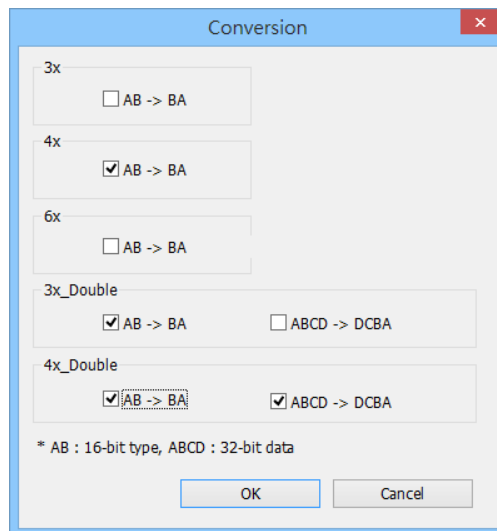 Conversion
3x
AB -> BA
4x
AB -> BA
6x
AB -> BA
3x_Double
AB -> BA ABCD -> DCBA
4x_Double
AB -> BA ABCD -> DCBA
* AB : 16-bit type, ABCD : 32-bit data
OK Cancel